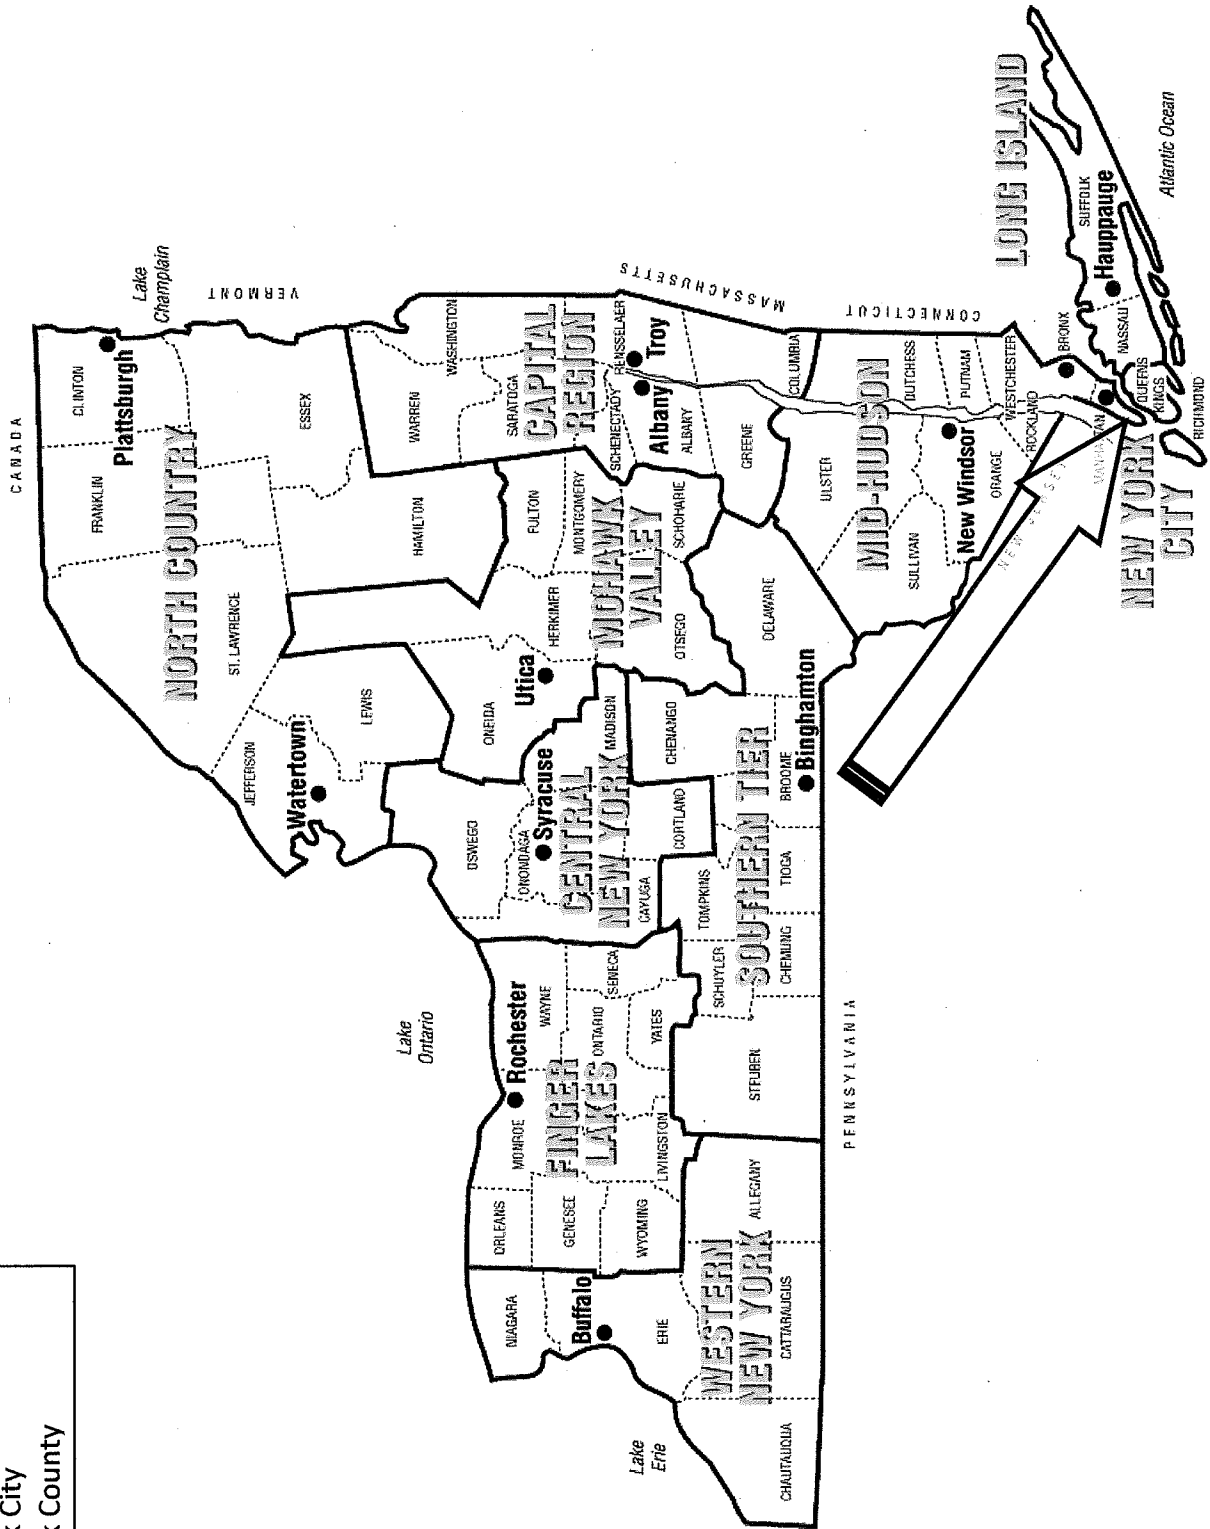 k City
k County
CANADA
CLINTON
FRANKLIN
Plattsburgh
Lake
Champlain
NORTH COUNTRY
ST. LAWRENCE
VERMONT
JEFFERSON
ESSEX
Watertown
LEWIS
HAMILTON
WARREN
WASHINGTON
Lake
Ontario
OSWEGO
ONEIDA
HERKIMER
FULTON
SARATOGA
CAPITAL
REGION
NIAGARA
ORLEANS
MONROE
Rochester
WAYNE
ONONDAGA
Syracuse
Utica
MONTGOMERY
SCHENECTADY
RENSSELAER
Troy
Albany
ALBANY
MASSACHUSETTS
Buffalo
GENESEE
FINGER
LAKES
ONTARIO
SENECA
CENTRAL
NEW YORK
MADISON
MOHAWK
VALLEY
OTSEGO
SCHOHARIE
Lake
Erie
ERIE
WYOMING
LIVINGSTON
YATES
CAYUGA
CORTLAND
CHENANGO
WESTERN
NEW YORK
SCHUYLER
TOMPKINS
SOUTHERN TIER
DELAWARE
GREENE
COLUMBIA
CHAUTAUQUA
CATTARAUGUS
ALLEGANY
STEUBEN
CHEMUNG
TIOGA
BROOME
Binghamton
ULSTER
MID-HUDSON
DUTCHESS
CONNECTICUT
PENNSYLVANIA
SULLIVAN
New Windsor
ORANGE
PUTNAM
ROCKLAND
WESTCHESTER
NEW JERSEY
LONG ISLAND
BRONX
SUFFOLK
Hauppauge
MANHATTAN
NASSAU
QUEENS
KINGS
NEW YORK
CITY
RICHMOND
Atlantic Ocean